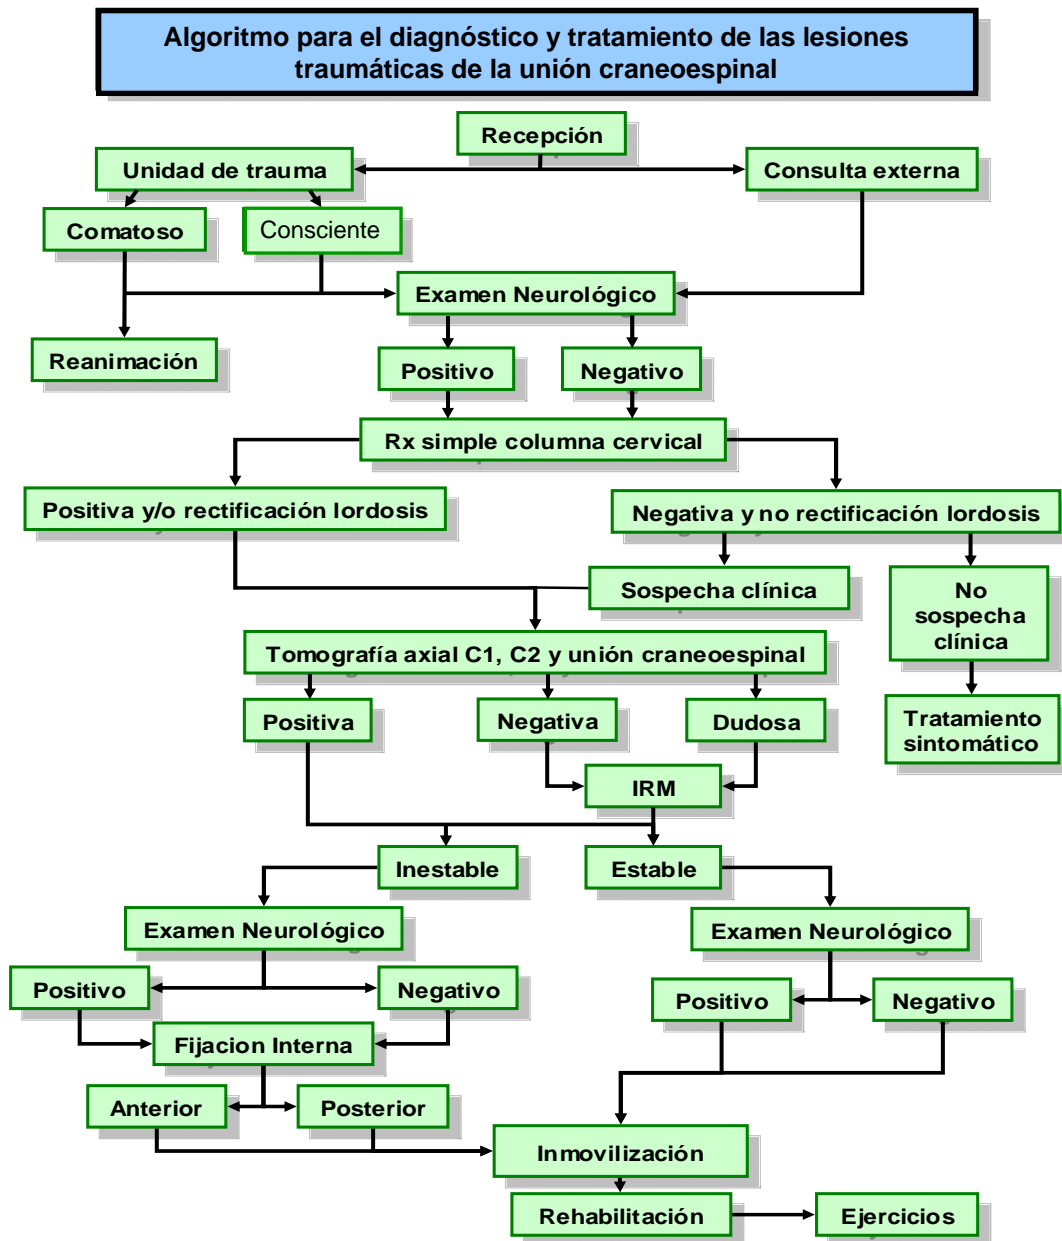 Algoritmo para el diagnóstico y tratamiento de las lesiones
traumáticas de la unión craneoespinal
Recepción
Unidad de trauma
Consulta externa
Comatoso
Consciente
Examen Neurológico
Reanimación
Positivo
Negativo
Rx simple columna cervical
Positiva y/o rectificación lordosis
Negativa y no rectificación lordosis
Sospecha clínica
No
sospecha
clínica
Tomografía axial C1, C2 y unión craneoespinal
Positiva
Negativa
Dudosa
Tratamiento
sintomático
IRM
Inestable
Estable
Examen Neurológico
Examen Neurológico
Positivo
Negativo
Positivo
Negativo
Fijacion Interna
Anterior
Posterior
Inmovilización
Rehabilitación
Ejercicios